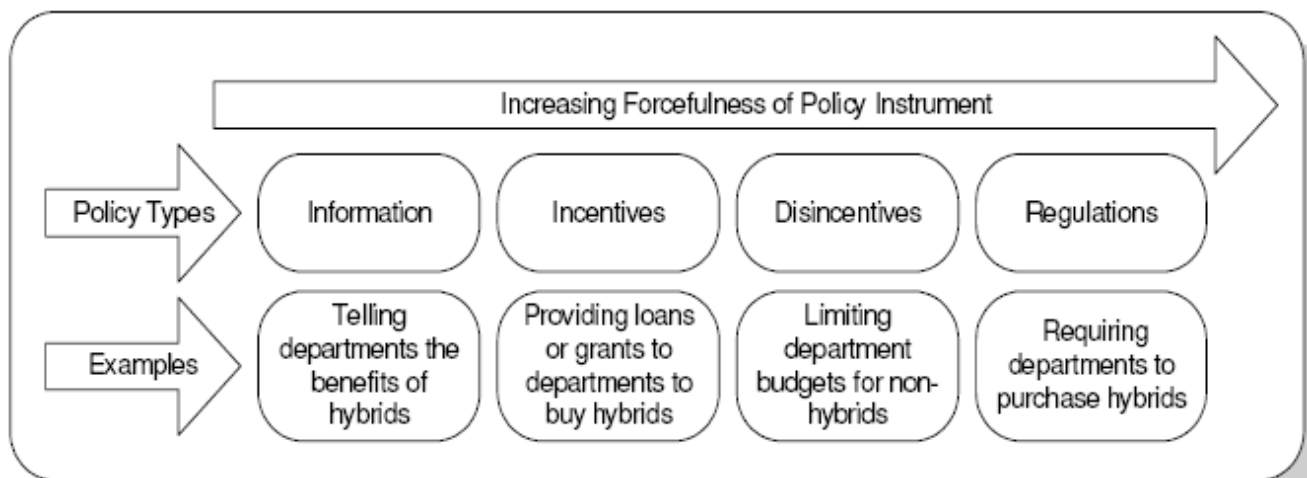 Increasing Forcefulness of Policy Instrument
Policy Types
Information
Incentives
Disincentives
Regulations
Examples
Telling
departments the
benefits of
hybrids
Providing loans
or grants to
departments to
buy hybrids
Limiting
department
budgets for non-
hybrids
Requiring
departments to
purchase hybrids